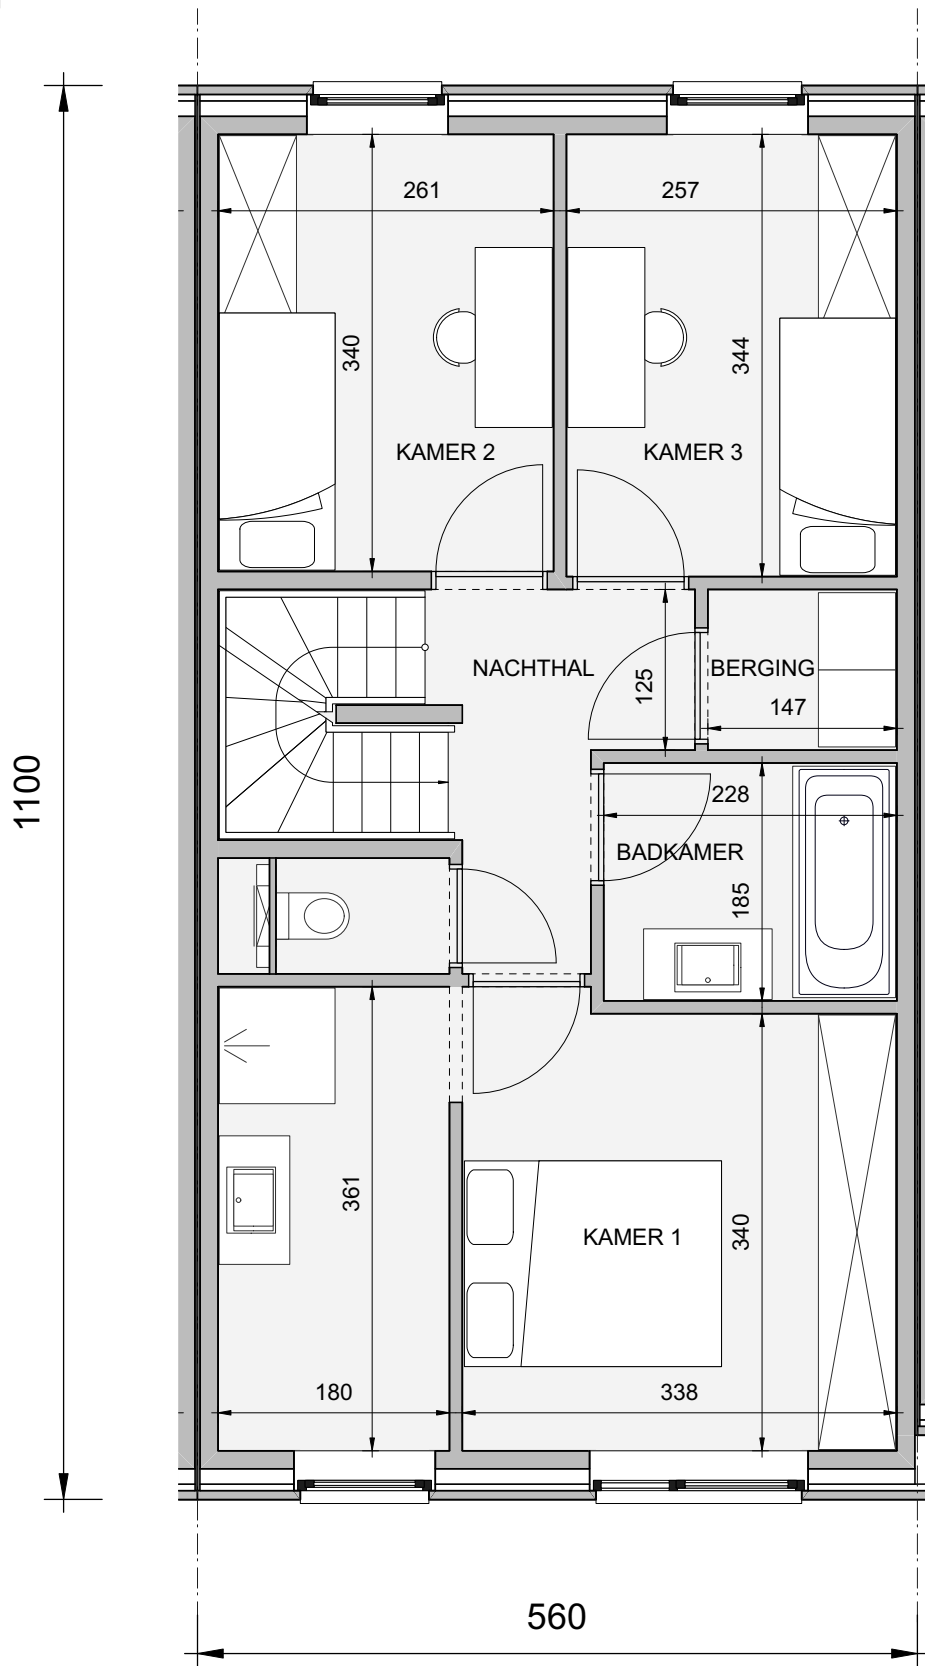 261
257
340
344
KAMER 2
KAMER 3
NACHTHAL
125
BERGING
147
1100
228
BADKAMER
185
361
KAMER 1
340
180
338
560